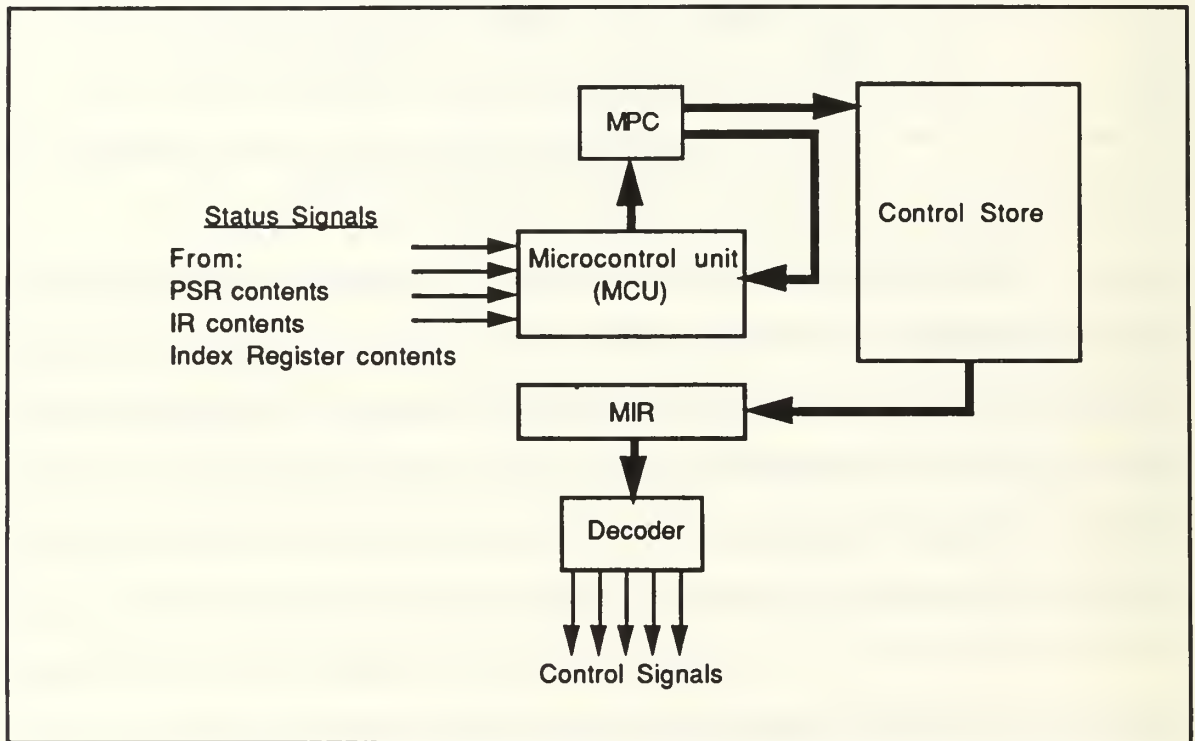 MPC
Control Store
Status Signals
From:
PSR contents
IR contents
Index Register contents
Microcontrol unit
(MCU)
MIR
Decoder
Control Signals